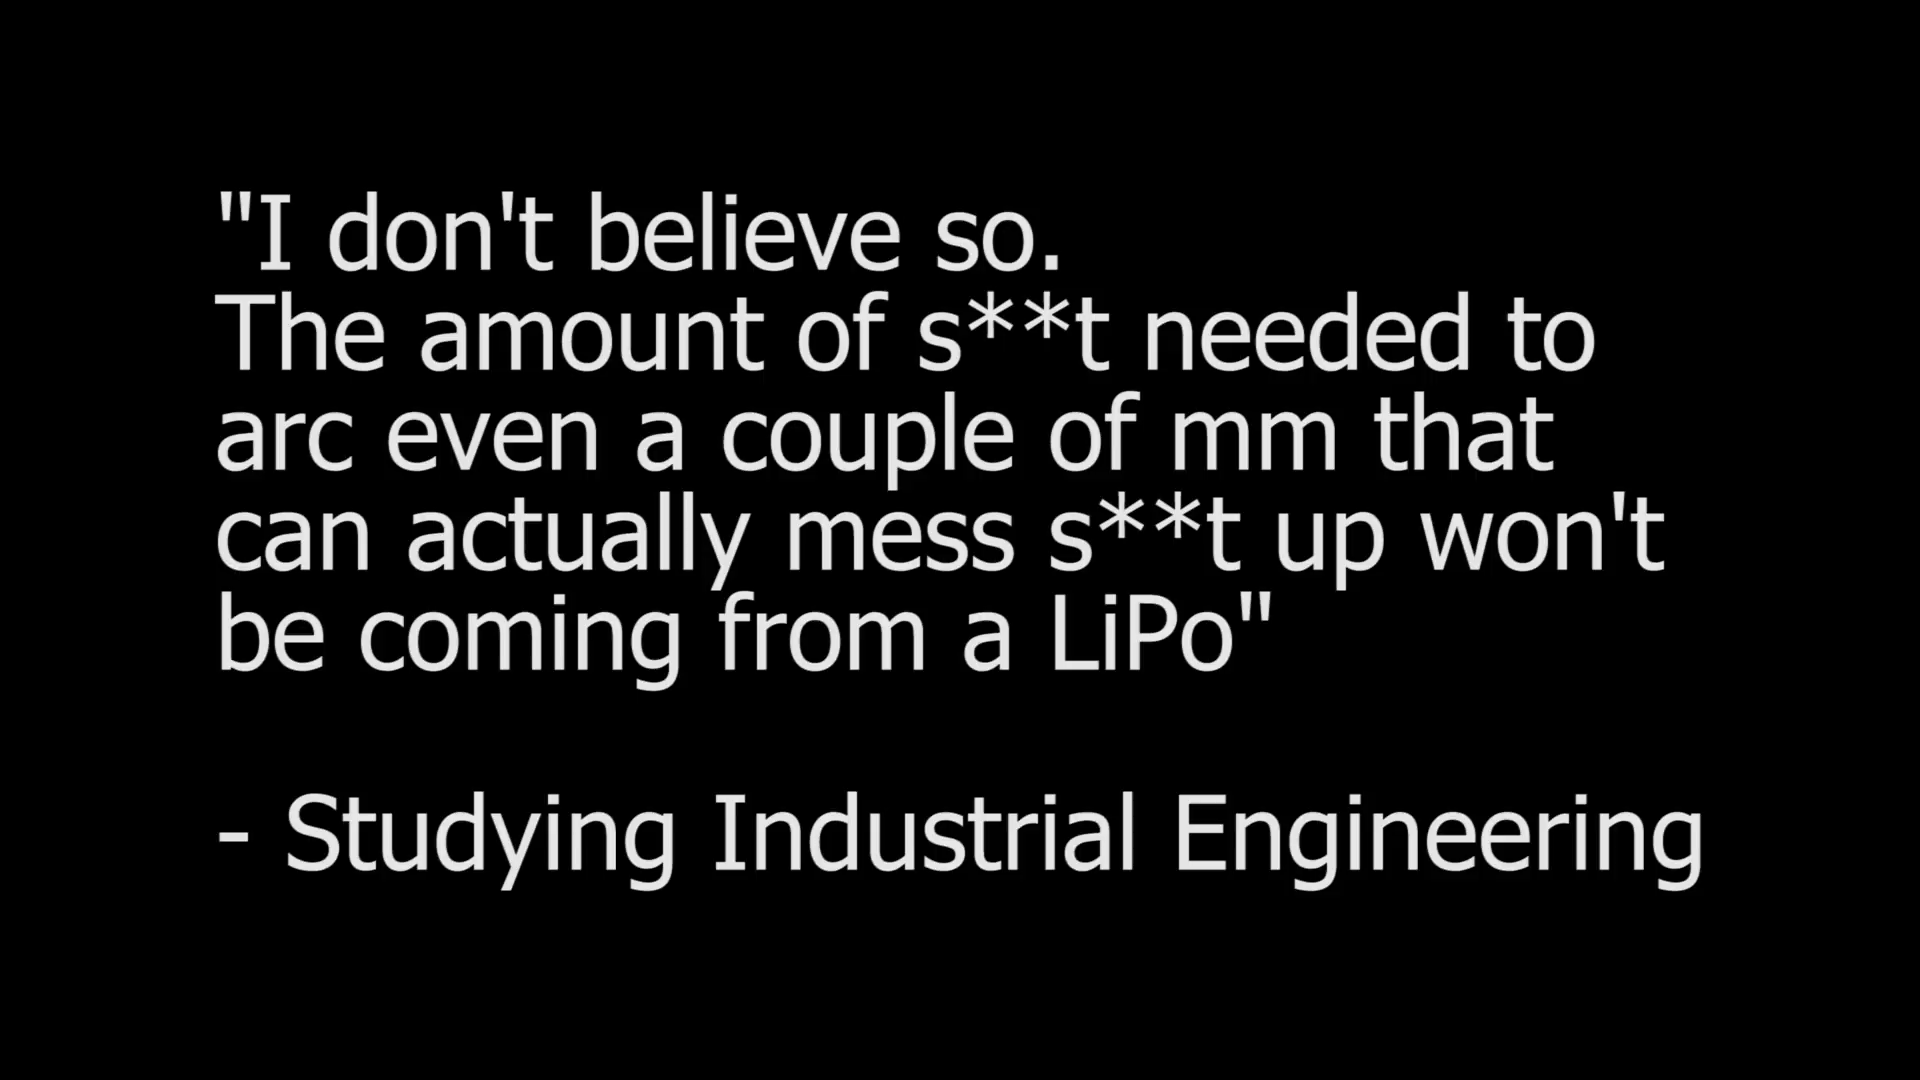 "I don't believe so.
The amount of s**t needed to
arc even a couple of mm that
can actually mess s**t up won't
be coming from a LiPo"
- Studying Industrial Engineering